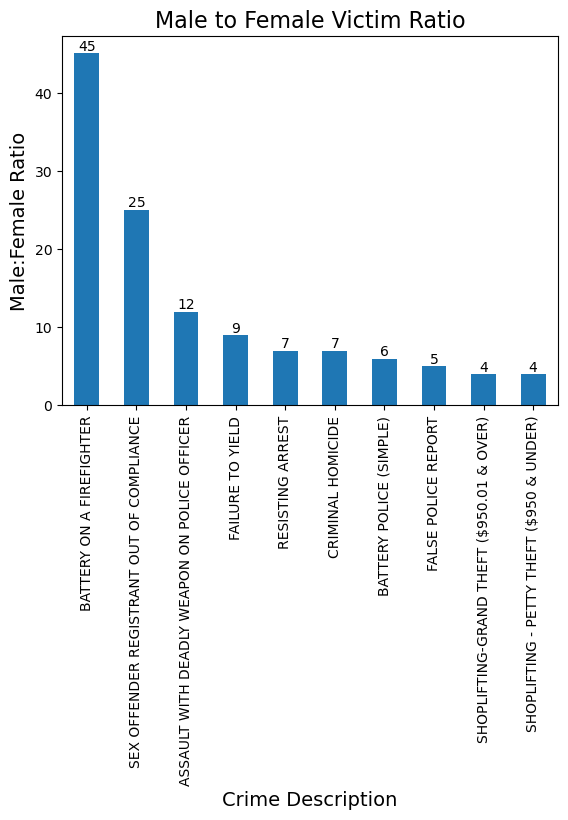 Male to Female Victim Ratio
Male:Female Ratio
40
30
20
10
0
45
25
12
9
7
7
6
5
4
4
BATTERY ON A FIREFIGHTER
SEX OFFENDER REGISTRANT OUT OF COMPLIANCE
ASSAULT WITH DEADLY WEAPON ON POLICE OFFICER
FAILURE TO YIELD
RESISTING ARREST
CRIMINAL HOMICIDE
BATTERY POLICE (SIMPLE)
FALSE POLICE REPORT
SHOPLIFTING-GRAND THEFT ($950.01 & OVER)
SHOPLIFTING - PETTY THEFT ($950 & UNDER)
Crime Description